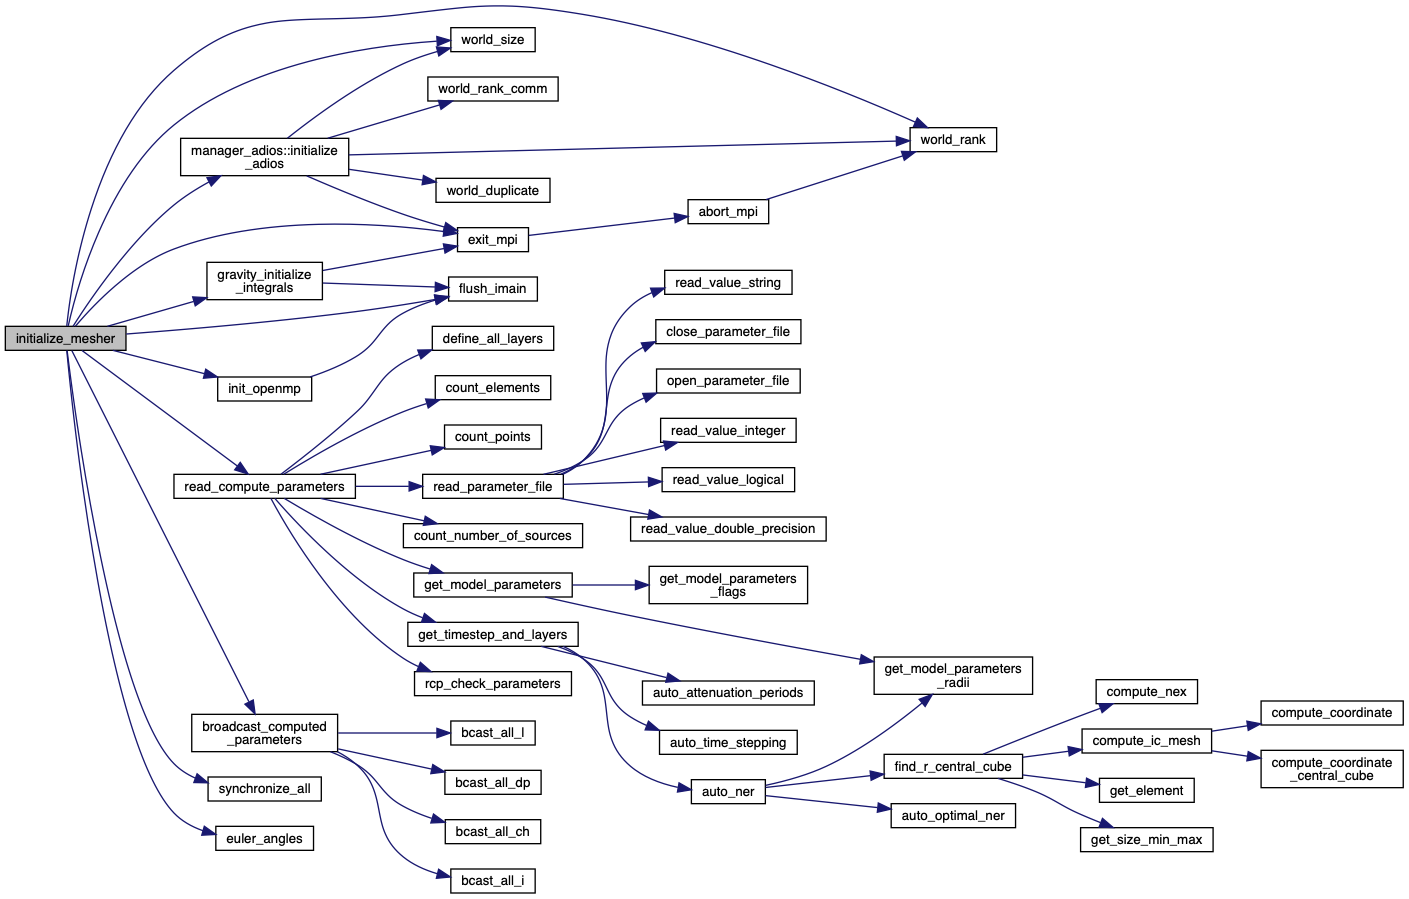 initialize_mesher
world_size
world_rank_comm
manager_adios::initialize
_adios
world_rank
world_duplicate
abort_mpi
exit_mpi
gravity_initialize
_integrals
flush_imain
init_openmp
read_value_string
close_parameter_file
define_all_layers
open_parameter_file
count_elements
read_value_integer
count_points
read_value_logical
read_compute_parameters
read_parameter_file
read_value_double_precision
count_number_of_sources
get_model_parameters
get_model_parameters
_flags
get_timestep_and_layers
get_model_parameters
_radii
rcp_check_parameters
auto_attenuation_periods
compute_nex
compute_coordinate
broadcast_computed
_parameters
bcast_all_l
auto_time_stepping
compute_ic_mesh
find_r_central_cube
compute_coordinate
_central_cube
bcast_all_dp
synchronize_all
auto_ner
get_element
auto_optimal_ner
bcast_all_ch
euler_angles
get_size_min_max
bcast_all_i